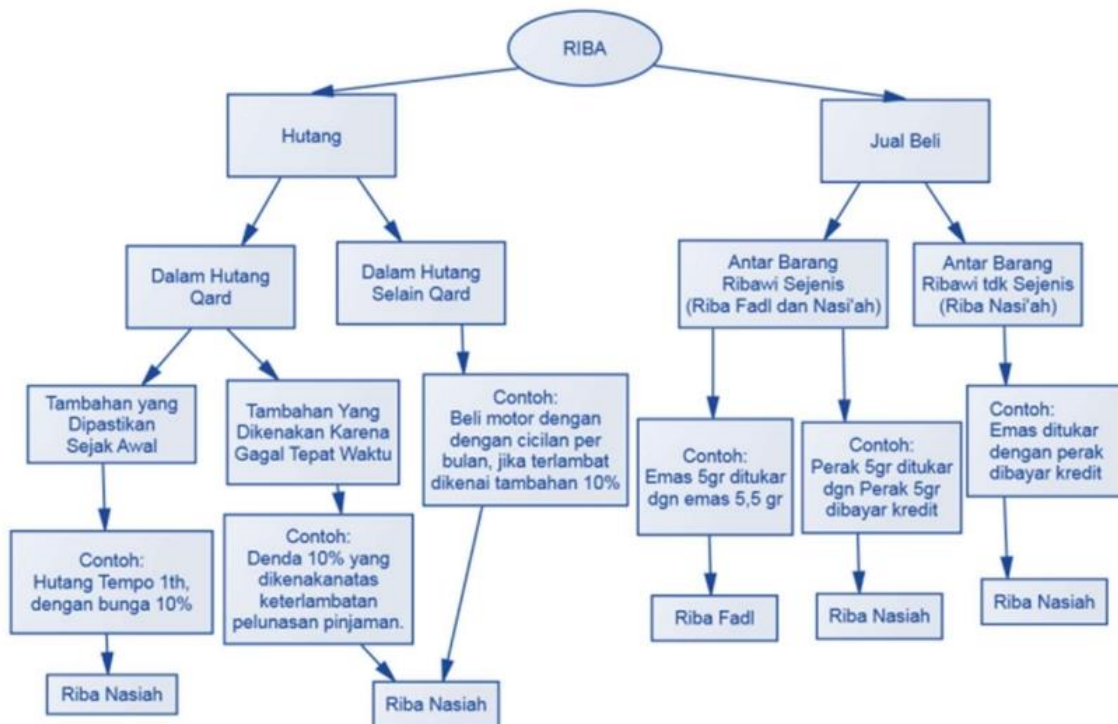 RIBA
Hutang
Jual Beli
Dalam Hutang
Qard
Dalam Hutang
Selain Qard
Antar Barang
Ribawi Sejenis
(Riba Fadl dan Nasi'ah)
Antar Barang
Ribawi tdk Sejenis
(Riba Nasi'ah)
Tambahan yang
Dipastikan
Sejak Awal
Tambahan Yang
Dikenakan Karena
Gagal Tepat Waktu
Contoh:
Beli motor dengan
dengan cicilan per
bulan, jika terlambat
dikenai tambahan 10%
Contoh:
Emas 5gr ditukar
dgn emas 5,5 gr
Contoh:
Perak 5gr ditukar
dgn Perak 5gr
dibayar kredit
Contoh:
Emas ditukar
dengan perak
dibayar kredit
Contoh:
Hutang Tempo 1th,
dengan bunga 10%
Contoh:
Denda 10% yang
dikenakanatas
keterlambatan
pelunasan pinjaman.
Riba Fadl
Riba Nasiah
Riba Nasiah
Riba Nasiah
Riba Nasiah